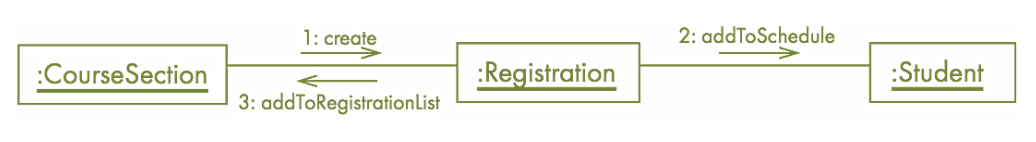 1: create
2: addToSchedule
:CourseSection
:Registration
:Student
3: addToRegistrationList